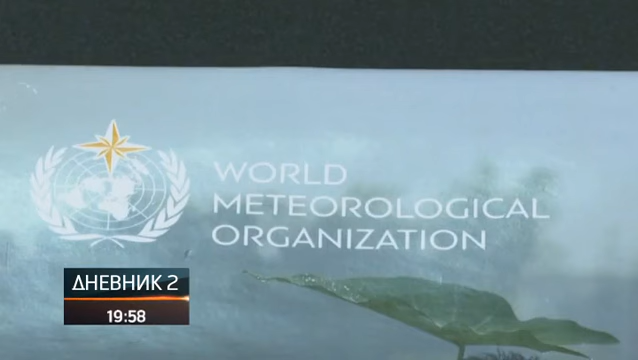 WORLD
METEOROLOGICAL
ORGANIZATION
ДНЕВНИК 2
19:58